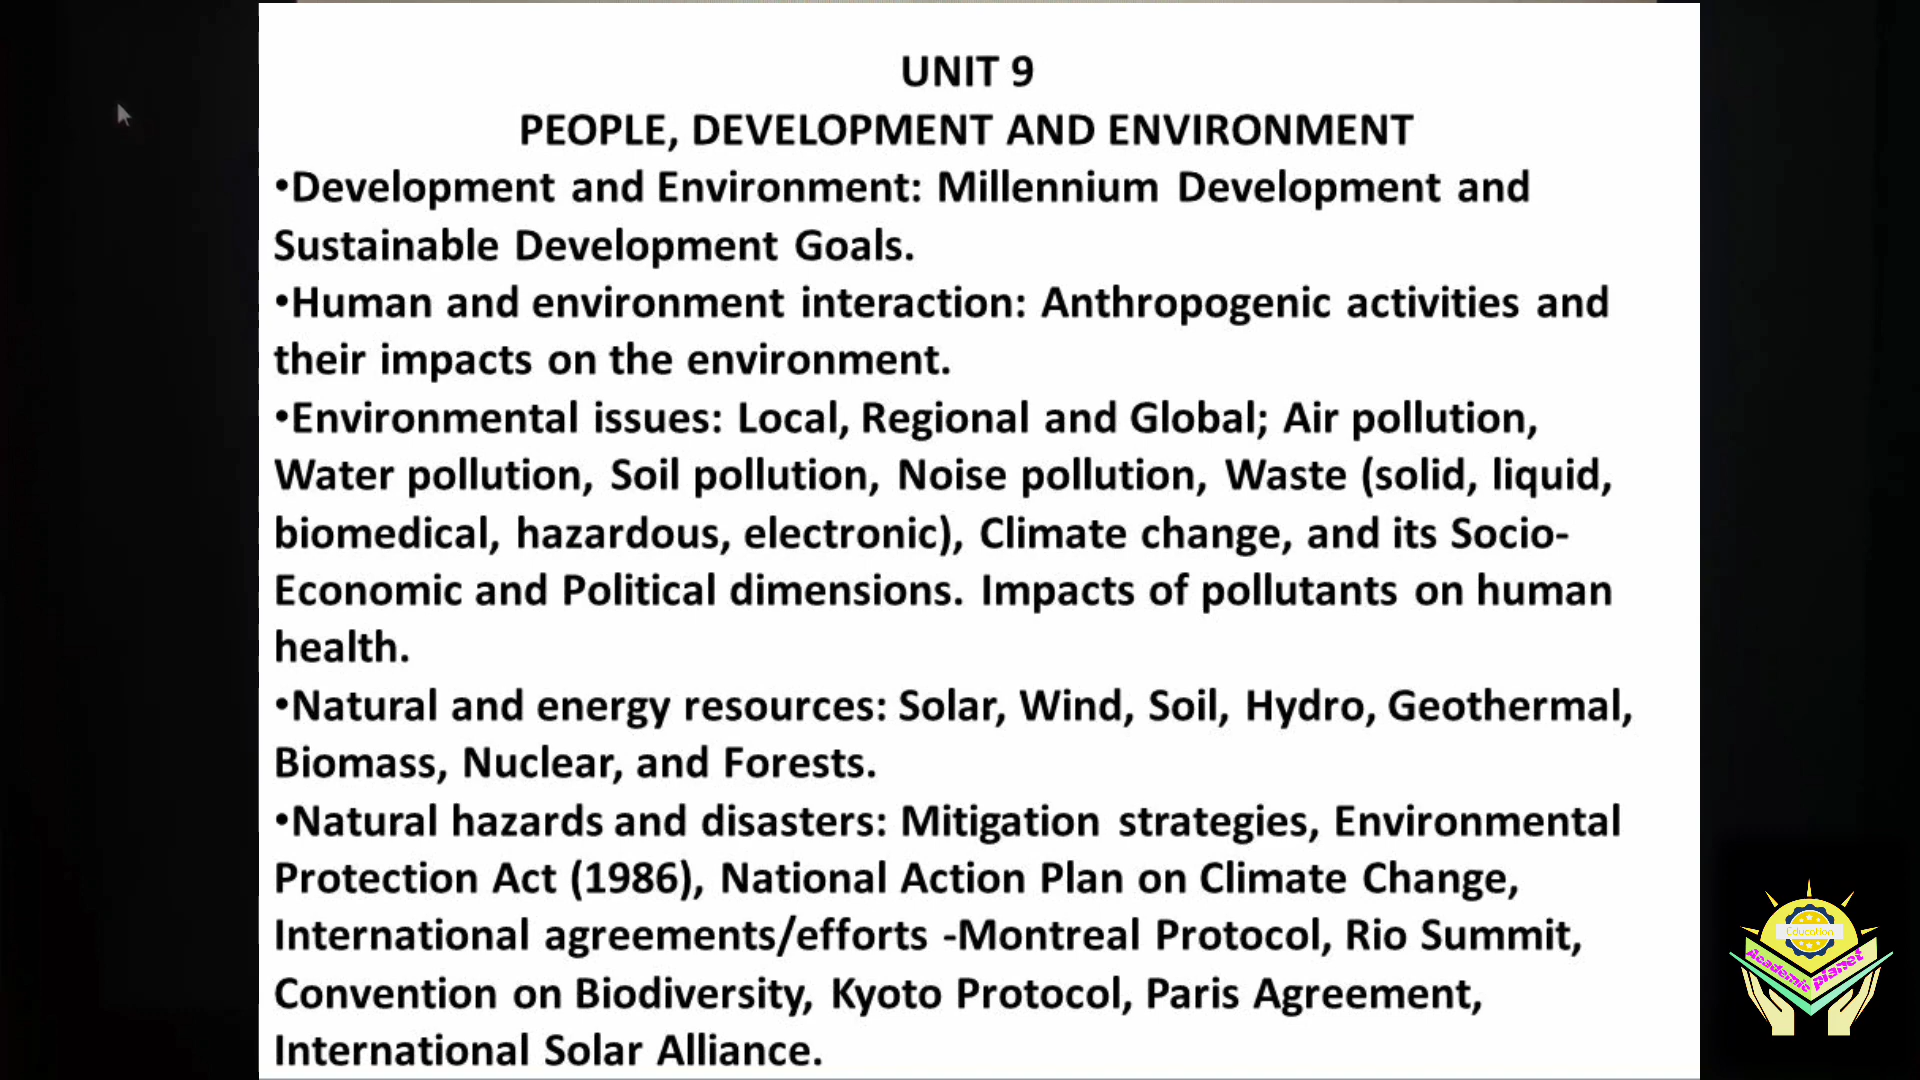 UNIT 9
PEOPLE, DEVELOPMENT AND ENVIRONMENT
•Development and Environment: Millennium Development and
Sustainable Development Goals.
•Human and environment interaction: Anthropogenic activities and
their impacts on the environment.
•Environmental issues: Local, Regional and Global; Air pollution,
Water pollution, Soil pollution, Noise pollution, Waste (solid, liquid,
biomedical, hazardous, electronic), Climate change, and its Socio-
Economic and Political dimensions. Impacts of pollutants on human
health.
•Natural and energy resources: Solar, Wind, Soil, Hydro, Geothermal,
Biomass, Nuclear, and Forests.
•Natural hazards and disasters: Mitigation strategies, Environmental
Protection Act (1986), National Action Plan on Climate Change,
International agreements/efforts -Montreal Protocol, Rio Summit,
Convention on Biodiversity, Kyoto Protocol, Paris Agreement,
International Solar Alliance.
Education
Academic planet